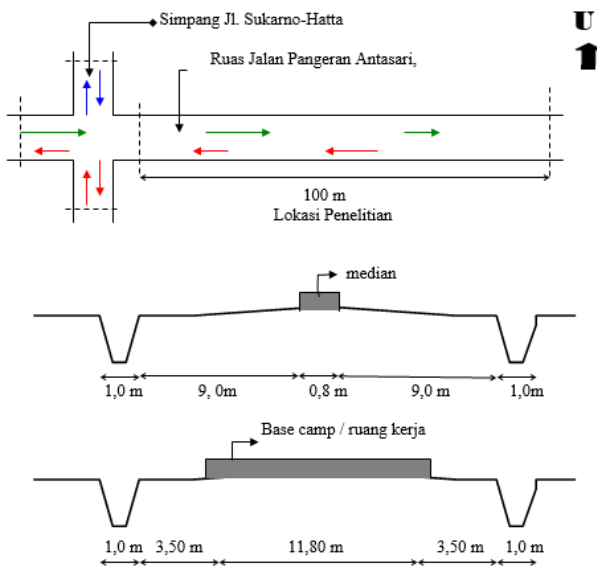 Simpang Jl. Sukarno-Hatta
U
Ruas Jalan Pangeran Antasari,
100 m
Lokasi Penelitian
median
1,0 m 9, 0m 0,8 m 9,0 m 1,0m
Base camp / ruang kerja
1,0 m 3,50 m 11,80 m 3,50 m 1,0 m